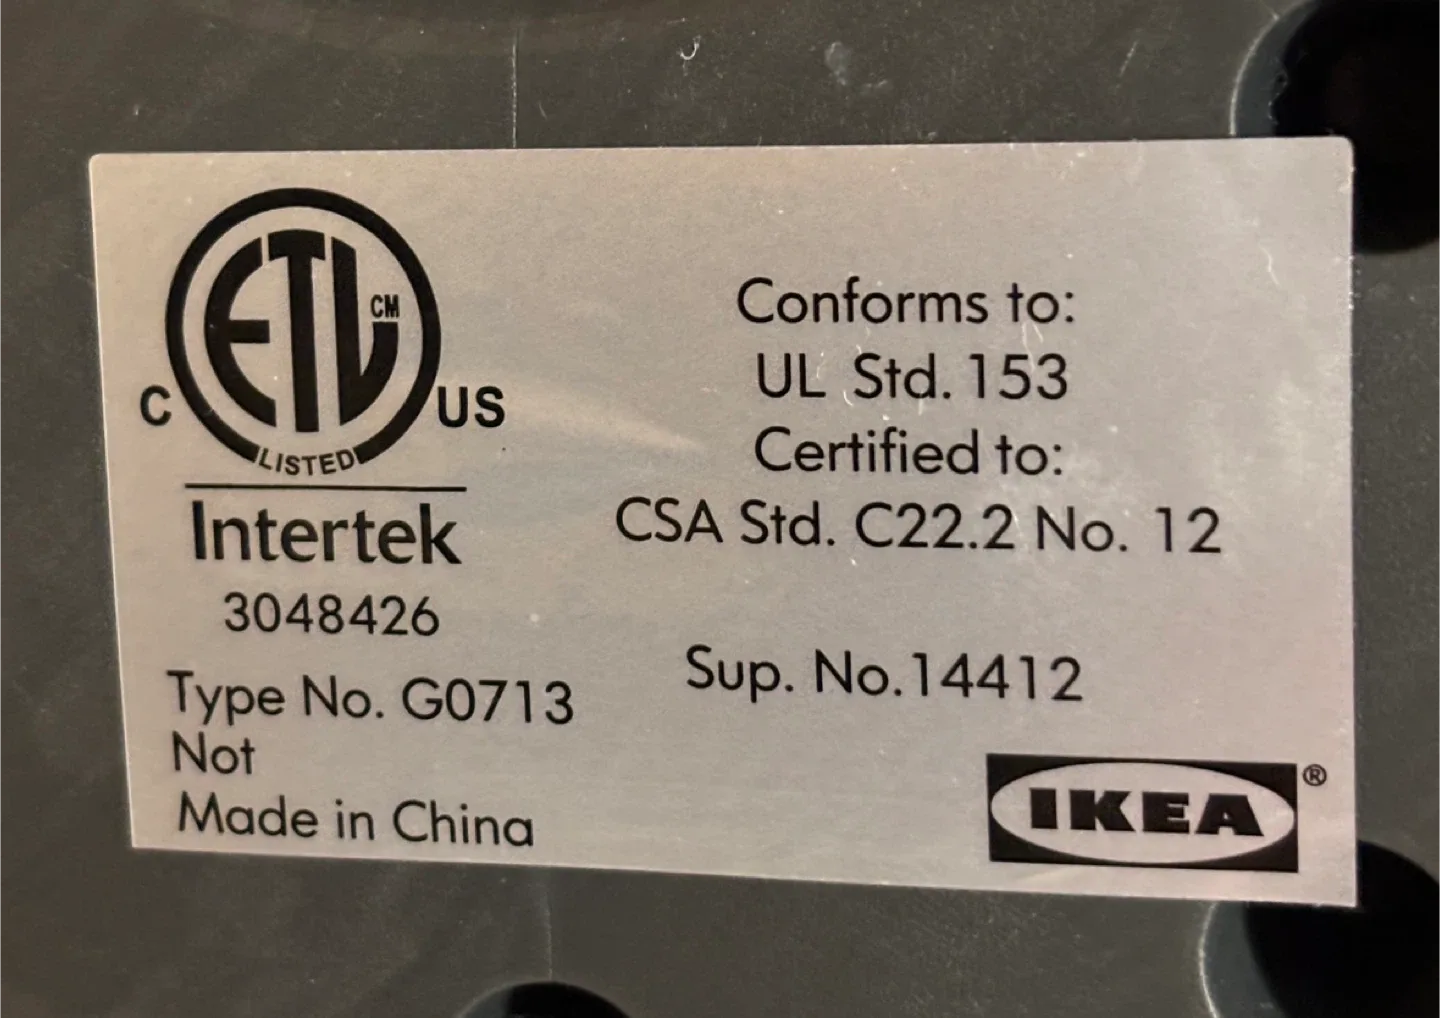 ETL CM
C US
LISTED
Intertek
3048426
Type No. G0713
Not
Made in China
Conforms to:
UL Std. 153
Certified to:
CSA Std. C22.2 No. 12
Sup. No.14412
IKEA®